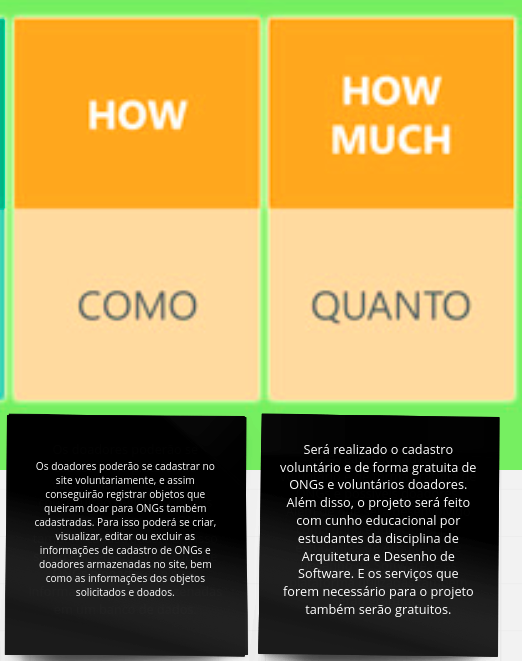 HOW
HOW
MUCH
COMO
QUANTO
Os doadores poderão se cadastrar no
site voluntariamente, e assim
conseguirão registrar objetos que
queiram doar para ONGs também
cadastradas. Para isso poderá se criar,
visualizar, editar ou excluir as
informações de cadastro de ONGs e
doadores armazenadas no site, bem
como as informações dos objetos
solicitados e doados.
Será realizado o cadastro
voluntário e de forma gratuita de
ONGs e voluntários doadores.
Além disso, o projeto será feito
com cunho educacional por
estudantes da disciplina de
Arquitetura e Desenho de
Software. E os serviços que
forem necessário para o projeto
também serão gratuitos.